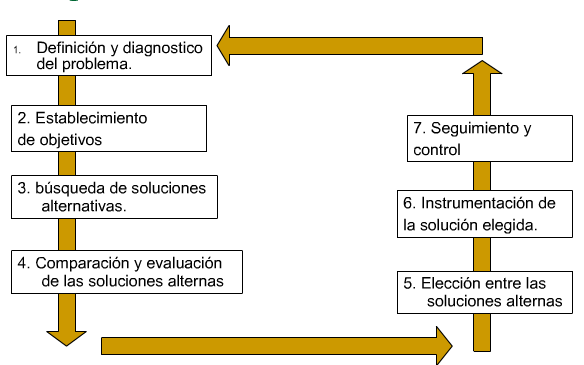 1. Definición y diagnostico
del problema.
2. Establecimiento
de objetivos
3. búsqueda de soluciones
alternativas.
4. Comparación y evaluación
de las soluciones alternas
5. Elección entre las
soluciones alternas
6. Instrumentación de
la solución elegida.
7. Seguimiento y
control